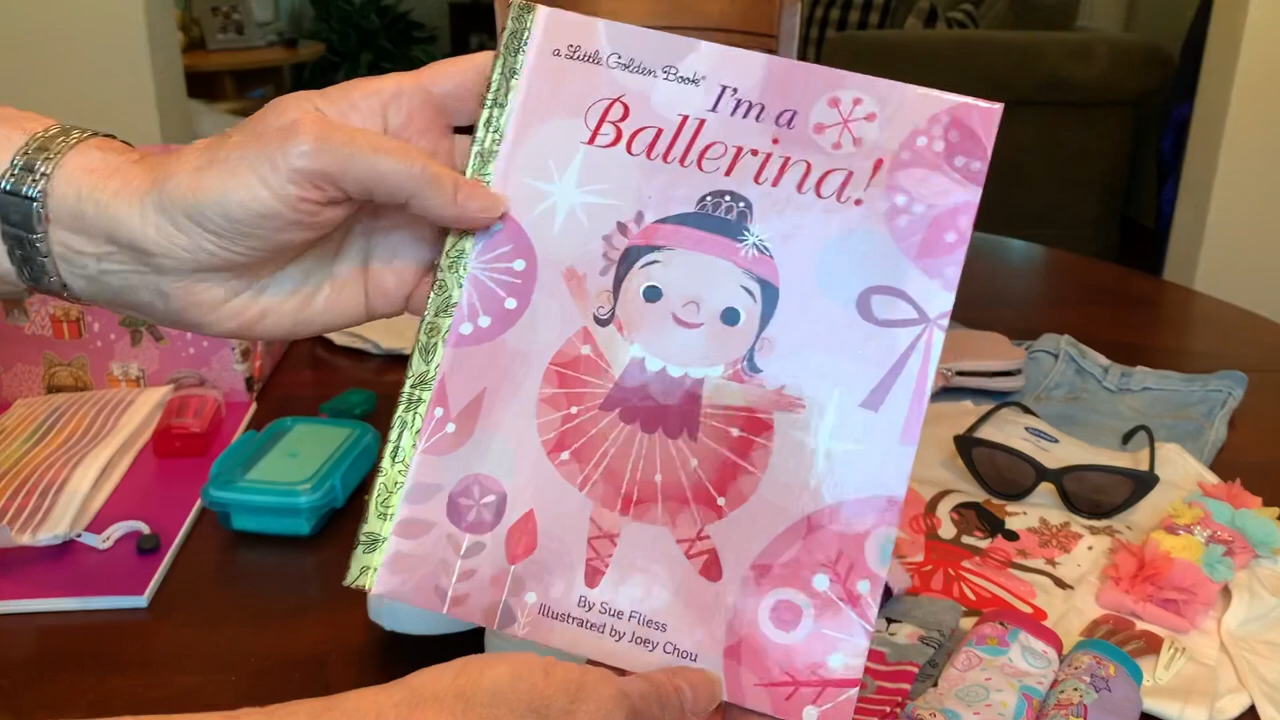 a Little Golden Book®
I'm a
Ballerina!
By Sue Fliess
Illustrated by Joey Chou